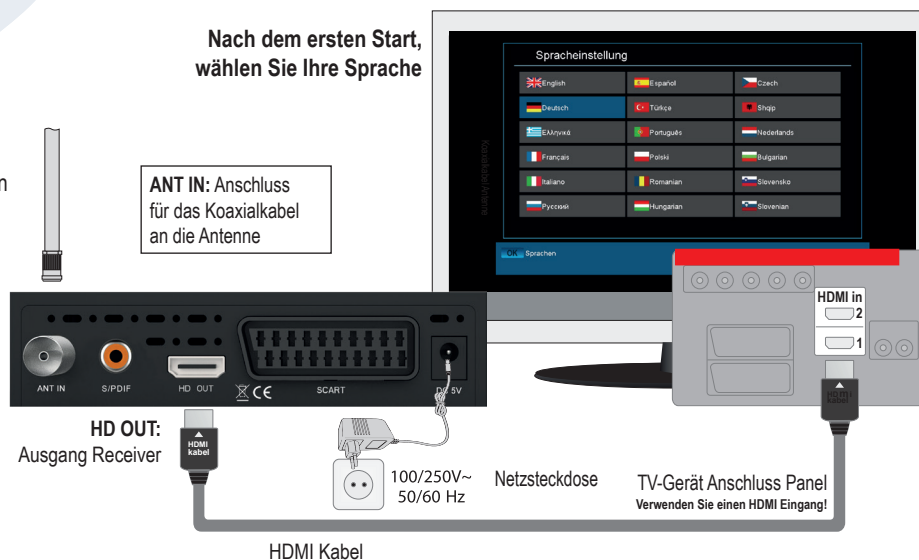 Nach dem ersten Start,
wählen Sie Ihre Sprache
ANT IN: Anschluss
für das Koaxialkabel
an die Antenne
Spracheinstellung
English
Español
Czech
Deutsch
Türkçe
Shqip
Ελληνικά
Português
Nederlands
Français
Polski
Bulgarian
Italiano
Romanian
Slovensko
Русский
Hungarian
Slovenian
OK Sprachen
Koaxialkabel Antenne
HDMI in
2
1
ANT IN
S/PDIF
HD OUT
CE
SCART
DC 5V
HDMI
kabel
HD OUT:
Ausgang Receiver
HDMI
kabel
100/250V~
50/60 Hz
Netzsteckdose
TV-Gerät Anschluss Panel
Verwenden Sie einen HDMI Eingang!
HDMI Kabel